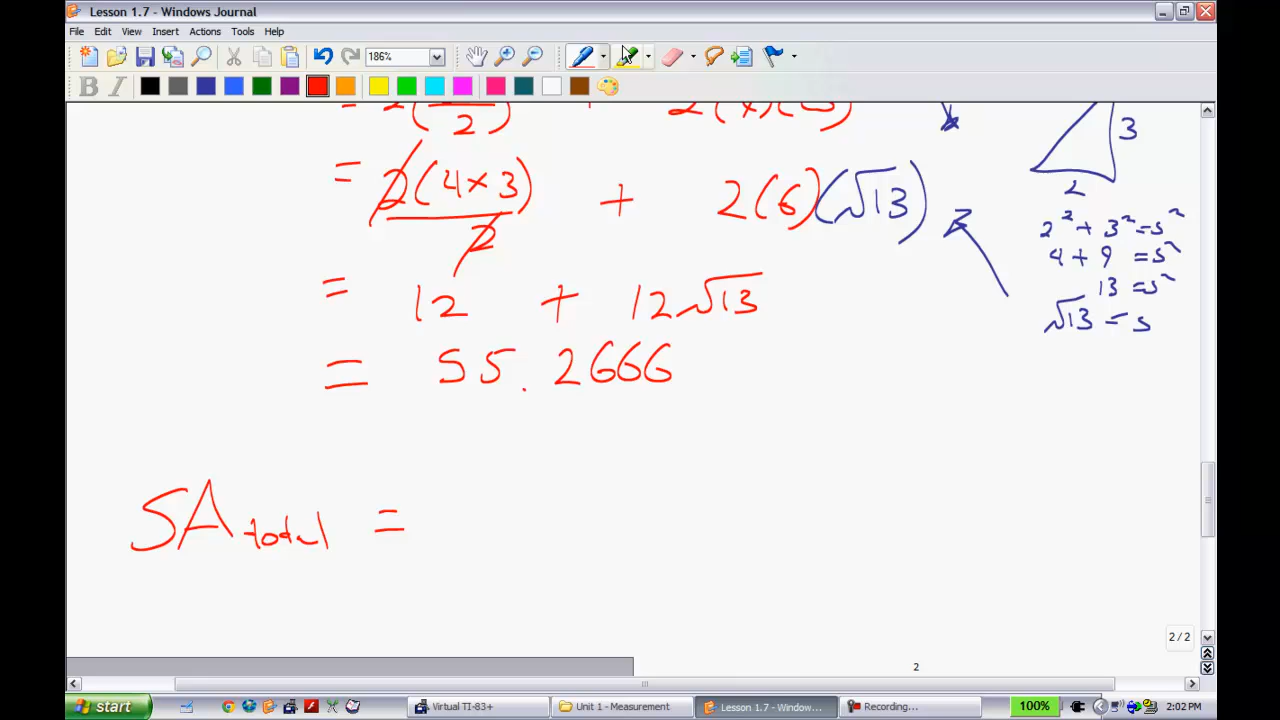 Lesson 1.7 - Windows Journal
File Edit View Insert Actions Tools Help
186%
B I
2
= 2(4×3)/2 + 2(6)(√13)
= 12 + 12√13
= 55.2666
SA total =
3
2
2² + 3² = s²
4 + 9 = s²
13 = s²
√13 = s
2/2
2
start
Virtual TI-83+
Unit 1 - Measurement
Lesson 1.7 - Window...
Recording...
100%
2:02 PM